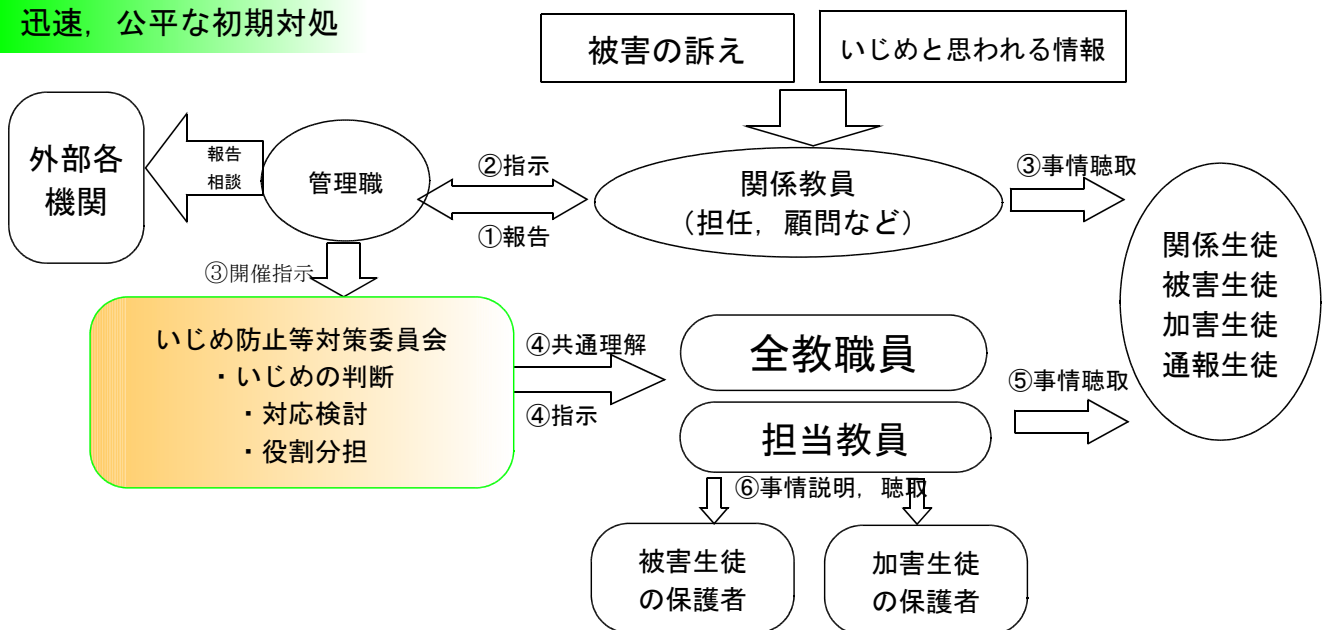 迅速，公平な初期対処
被害の訴え
いじめと思われる情報
外部各
機関
報告
相談
管理職
②指示
①報告
関係教員
（担任，顧問など）
③事情聴取
関係生徒
被害生徒
加害生徒
通報生徒
③開催指示
いじめ防止等対策委員会
・いじめの判断
・対応検討
・役割分担
④共通理解
④指示
全教職員
担当教員
⑤事情聴取
⑥事情説明，聴取
被害生徒
の保護者
加害生徒
の保護者